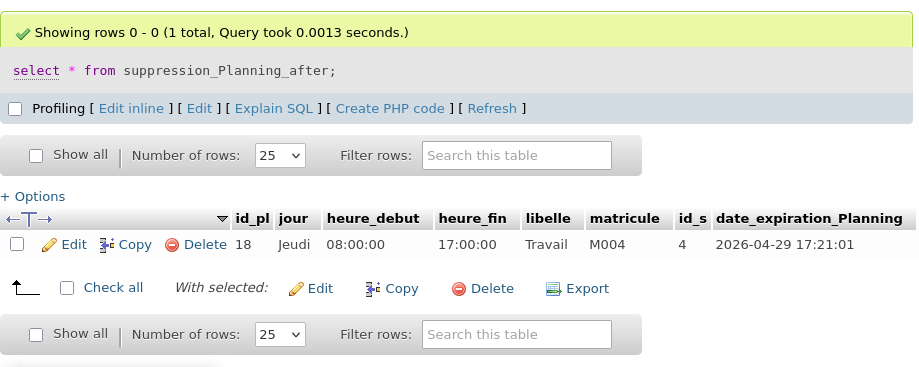 Showing rows 0 - 0 (1 total, Query took 0.0013 seconds.)
select * from suppression_Planning_after;
Profiling [ Edit inline ] [ Edit ] [ Explain SQL ] [ Create PHP code ] [ Refresh ]
Show all | Number of rows: 25 Filter rows: Search this table
+ Options
id_pl jour heure_debut heure_fin libelle matricule id_s date_expiration_Planning
Edit Copy Delete 18 Jeudi 08:00:00 17:00:00 Travail M004 4 2026-04-29 17:21:01
Check all With selected: Edit Copy Delete Export
Show all | Number of rows: 25 Filter rows: Search this table